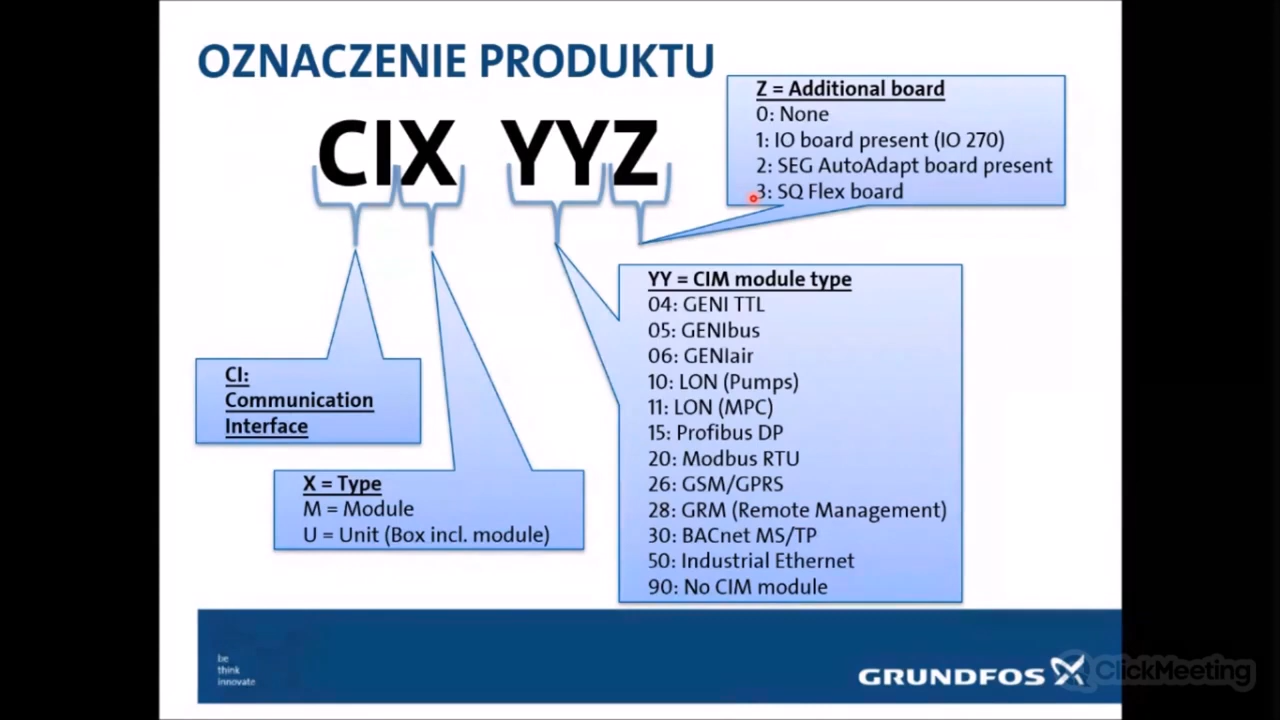 OZNACZENIE PRODUKTU
CIX YYZ
Z = Additional board
0: None
1: IO board present (IO 270)
2: SEG AutoAdapt board present
3: SQ Flex board
YY = CIM module type
04: GENI TTL
05: GENIbus
06: GENIair
10: LON (Pumps)
11: LON (MPC)
15: Profibus DP
20: Modbus RTU
26: GSM/GPRS
28: GRM (Remote Management)
30: BACnet MS/TP
50: Industrial Ethernet
90: No CIM module
CI:
Communication
Interface
X = Type
M = Module
U = Unit (Box incl. module)
be
think
innovate
GRUNDFOS
ClickMeeting